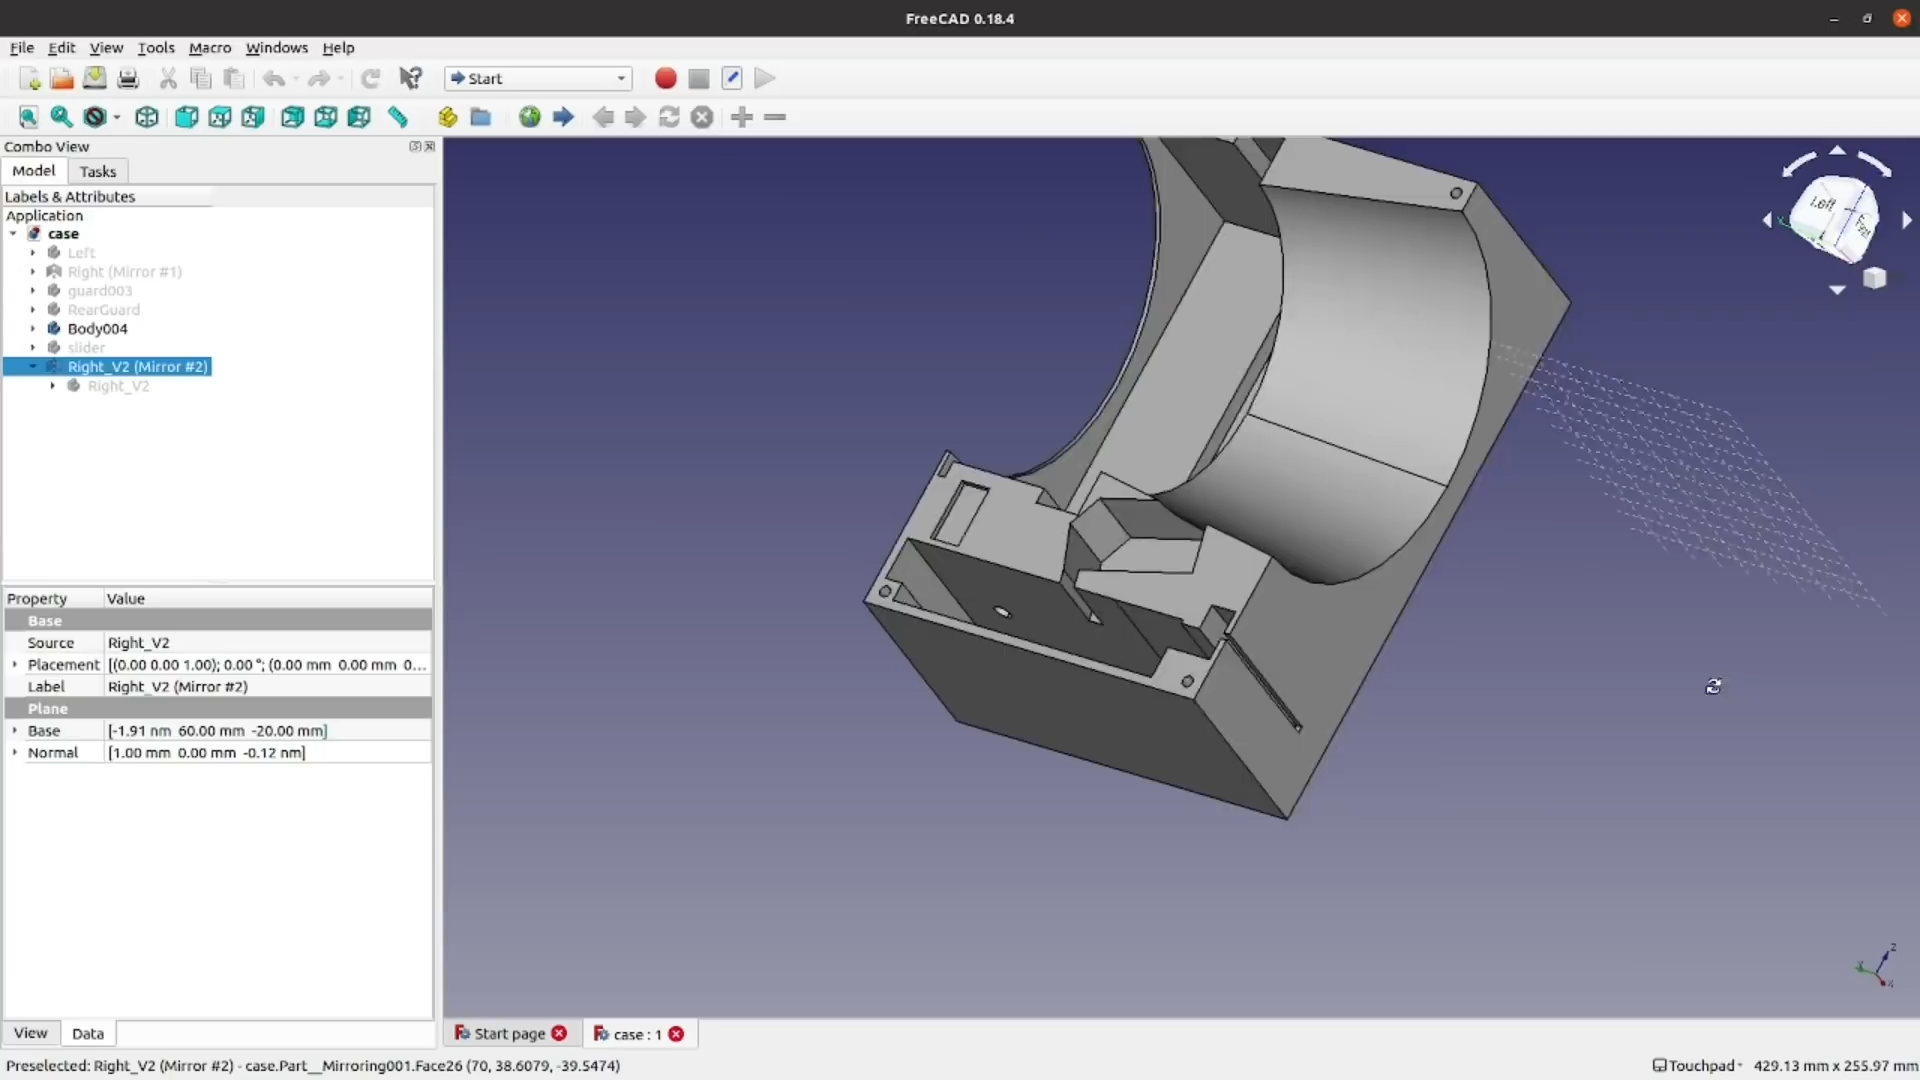 FreeCAD 0.18.4
File Edit View Tools Macro Windows Help
Start
Combo View
Model Tasks
Labels & Attributes
Application
case
Left
Right (Mirror #1)
guard003
RearGuard
Body004
slider
Right_V2 (Mirror #2)
Right_V2
Left
Property Value
Base
Source Right_V2
Placement [(0.00 0.00 1.00); 0.00 °; (0.00 mm 0.00 mm 0...
Label Right_V2 (Mirror #2)
Plane
Base [-1.91 nm 60.00 mm -20.00 mm]
Normal [1.00 mm 0.00 mm -0.12 nm]
Z
View Data
Start page case : 1
Preselected: Right_V2 (Mirror #2) - case.Part__Mirroring001.Face26 (70, 38.6079, -39.5474)
Touchpad 429.13 mm x 255.97 mm